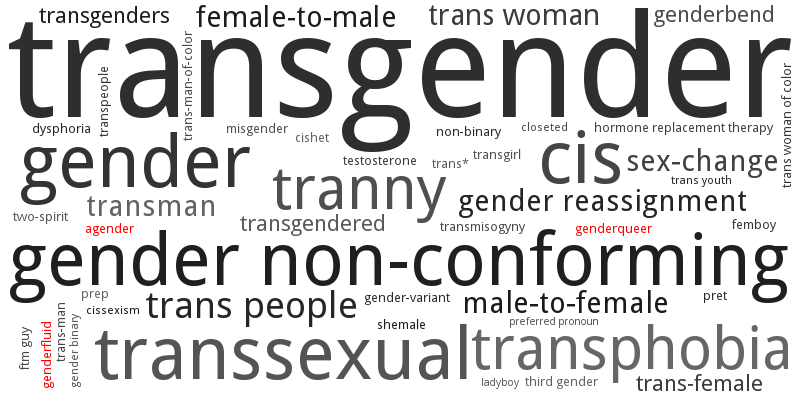 transgenders
female-to-male
trans woman
genderbend
transgender
transpeople
trans-man-of-color
trans woman of color
dysphoria
misgender
cishet
non-binary
closeted
hormone replacement therapy
gender
testosterone
trans*
transgirl
cis
sex-change
trans youth
tranny
transman
gender reassignment
two-spirit
transgendered
agender
transmisogyny
genderqueer
femboy
gender non-conforming
prep
cissexism
trans people
gender-variant
male-to-female
pret
ftm guy
genderfluid
trans-man
gender binary
shemale
preferred pronoun
transsexual
transphobia
ladyboy
third gender
trans-female